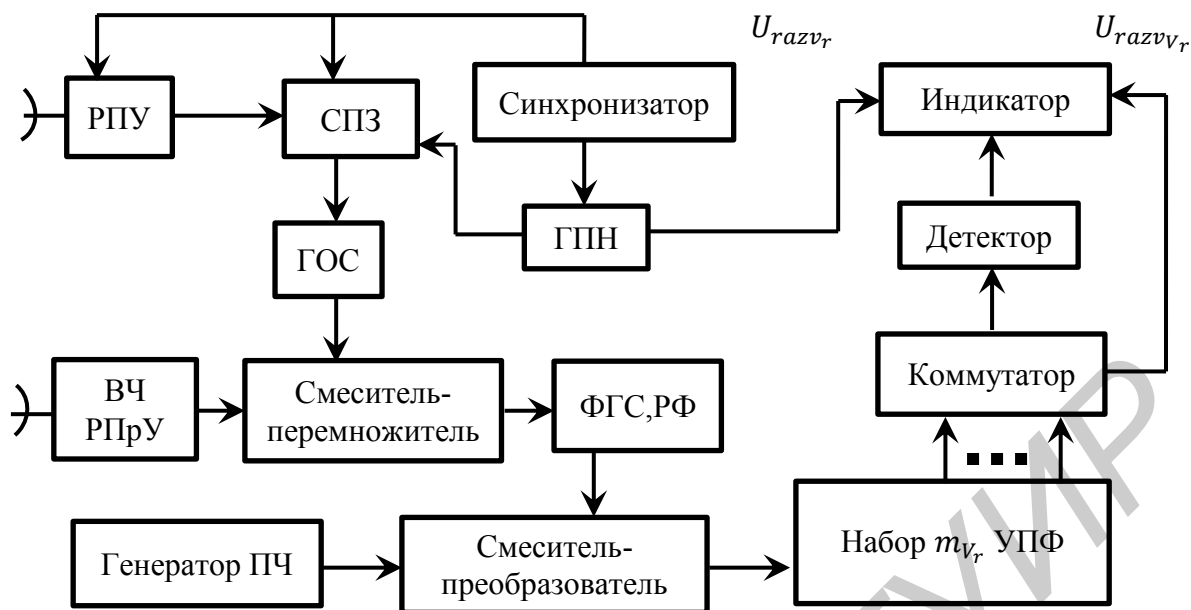 U_{razv_r}
U_{razv_{V_r}}
РПУ
СПЗ
Синхронизатор
Индикатор
ГПН
Детектор
ГОС
ВЧ
РПрУ
Смеситель-
перемножитель
ФГС,РФ
Коммутатор
Генератор ПЧ
Смеситель-
преобразователь
Набор m_{V_r} УПФ